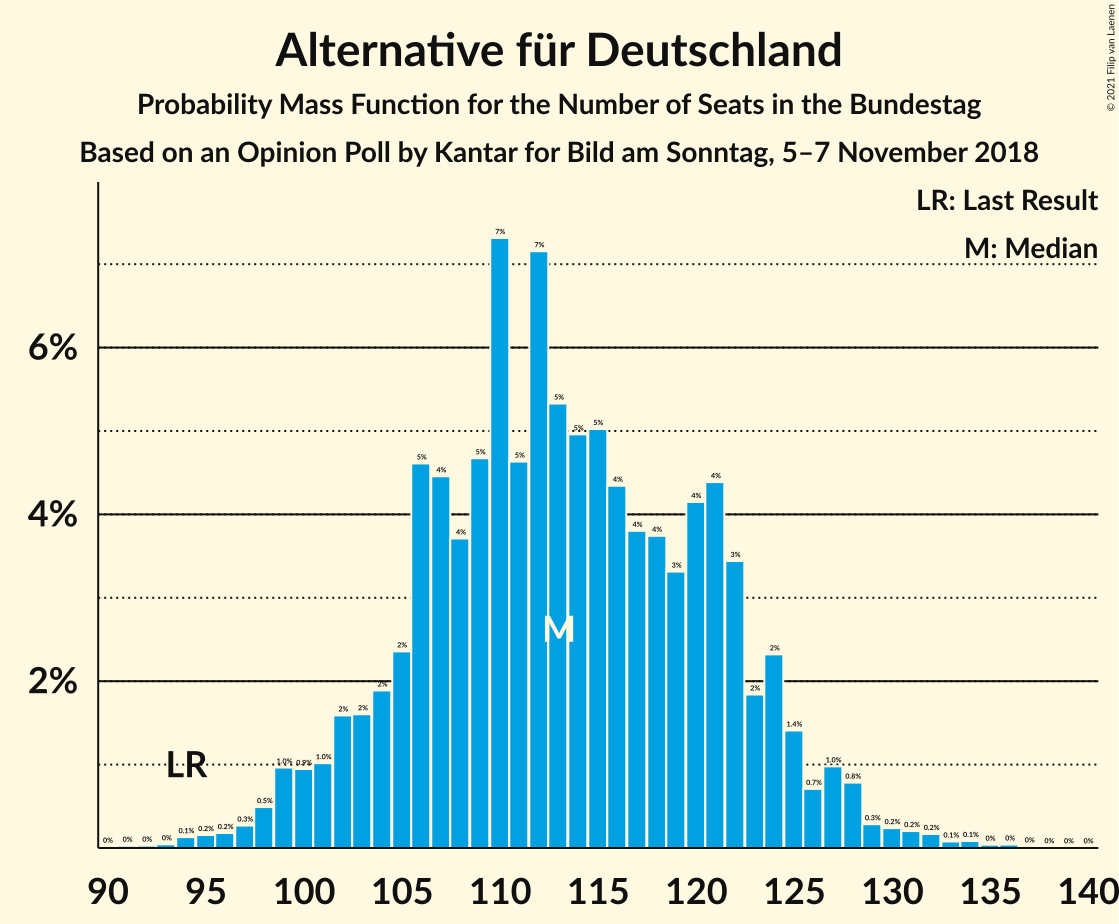 Alternative für Deutschland
Probability Mass Function for the Number of Seats in the Bundestag
Based on an Opinion Poll by Kantar for Bild am Sonntag, 5–7 November 2018
© 2021 Filip van Laenen
LR: Last Result
M: Median
6%
4%
2%
0% 0% 0% 0% 0.1% 0.2% 0.2% 0.3% 0.5% 1.0% 0.9% 1.0% 2% 2% 2% 2% 5% 4% 4% 5% 7% 5% 7% 5% 5% 5% 4% 4% 4% 3% 4% 4% 3% 2% 2% 1.4% 0.7% 1.0% 0.8% 0.3% 0.2% 0.2% 0.2% 0.1% 0.1% 0% 0% 0% 0% 0% 0%
M
LR
90 95 100 105 110 115 120 125 130 135 140